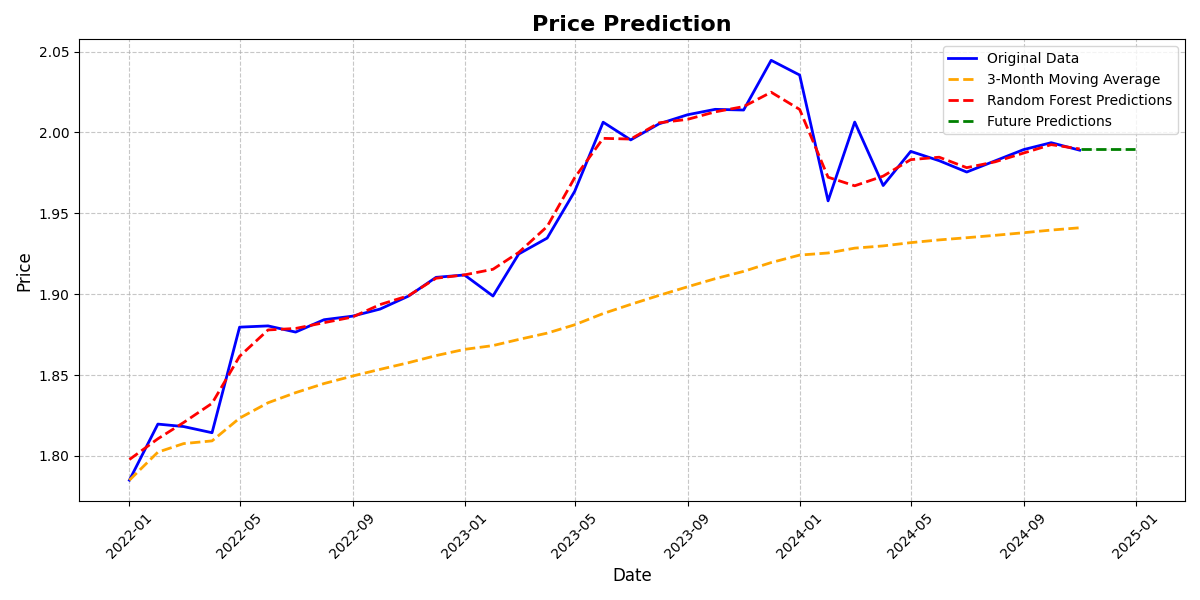 Price Prediction
Original Data
3-Month Moving Average
Random Forest Predictions
Future Predictions
Price
2.05
2.00
1.95
1.90
1.85
1.80
2022-01
2022-05
2022-09
2023-01
2023-05
2023-09
2024-01
2024-05
2024-09
2025-01
Date